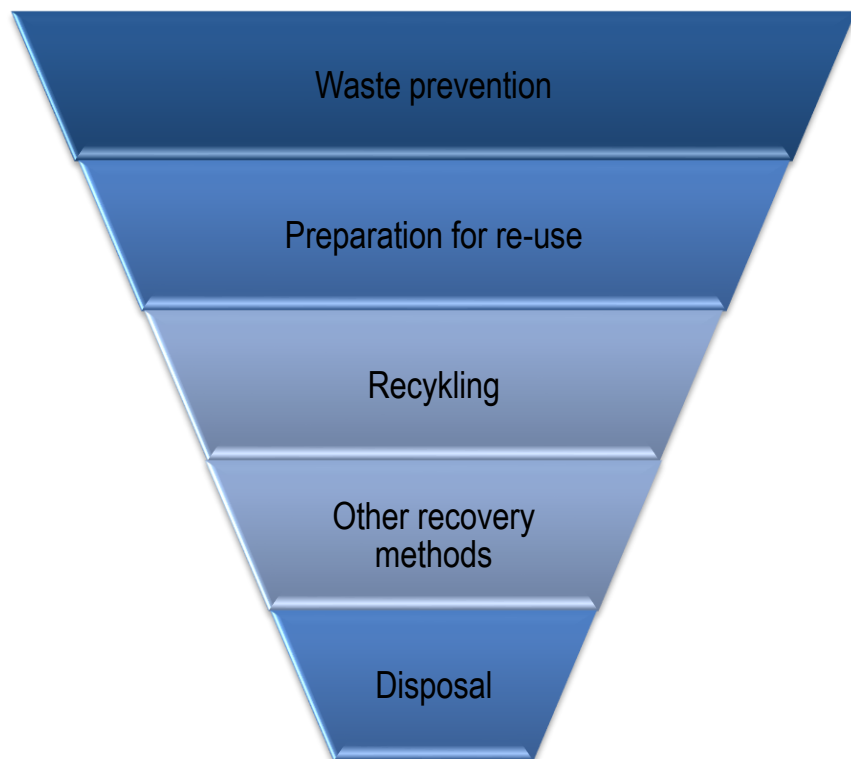 Waste prevention
Preparation for re-use
Recykling
Other recovery
methods
Disposal